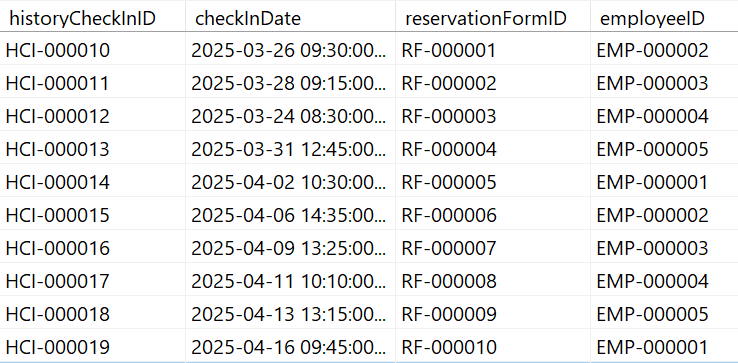 historyCheckInID checkInDate reservationFormID employeeID
HCI-000010 2025-03-26 09:30:00... RF-000001 EMP-000002
HCI-000011 2025-03-28 09:15:00... RF-000002 EMP-000003
HCI-000012 2025-03-24 08:30:00... RF-000003 EMP-000004
HCI-000013 2025-03-31 12:45:00... RF-000004 EMP-000005
HCI-000014 2025-04-02 10:30:00... RF-000005 EMP-000001
HCI-000015 2025-04-06 14:35:00... RF-000006 EMP-000002
HCI-000016 2025-04-09 13:25:00... RF-000007 EMP-000003
HCI-000017 2025-04-11 10:10:00... RF-000008 EMP-000004
HCI-000018 2025-04-13 13:15:00... RF-000009 EMP-000005
HCI-000019 2025-04-16 09:45:00... RF-000010 EMP-000001